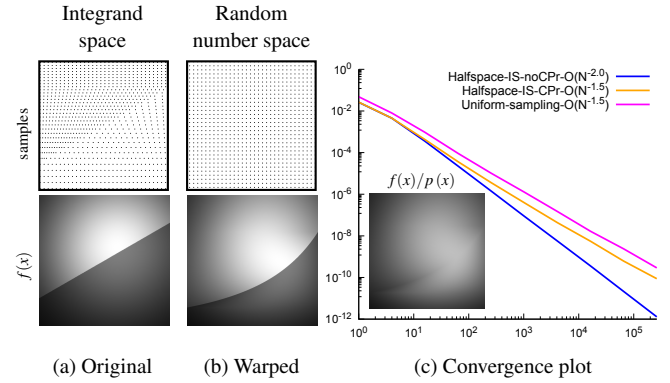 Integrand
space
Random
number space
samples
f(x)
(a) Original
(b) Warped
10^0
10^-2
10^-4
10^-6
10^-8
10^-10
10^-12
Halfspace-IS-noCPr-O(N^-2.0)
Halfspace-IS-CPr-O(N^-1.5)
Uniform-sampling-O(N^-1.5)
f(x)/p(x)
10^0 10^1 10^2 10^3 10^4 10^5
(c) Convergence plot